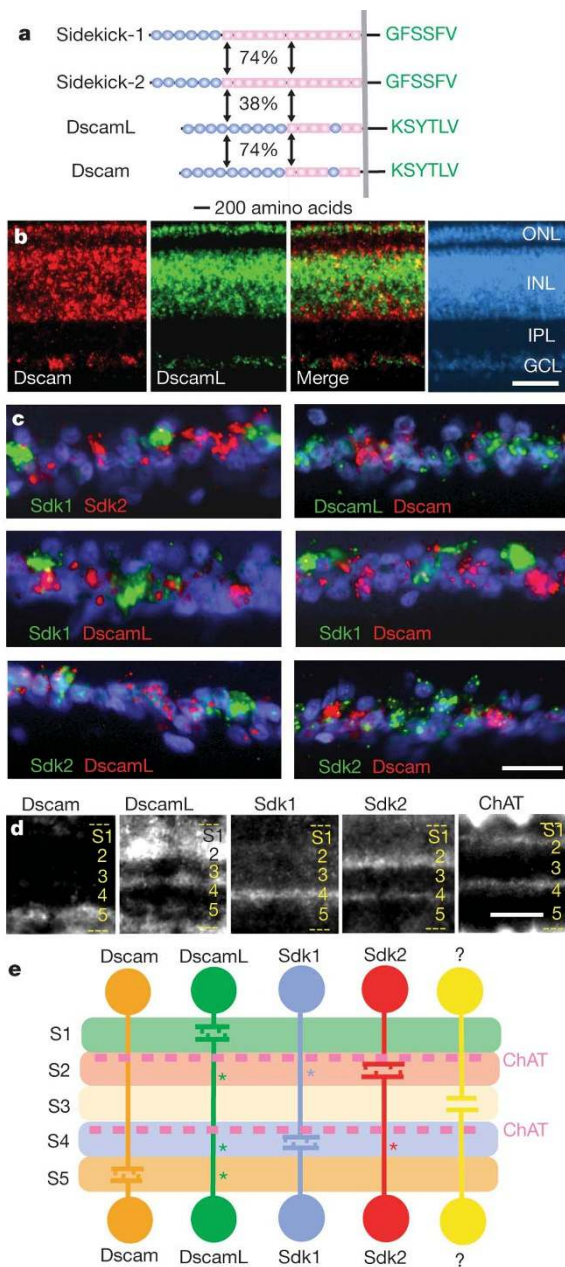 a
Sidekick-1 GFSSFV
74%
Sidekick-2 GFSSFV
38%
DscamL KSYTLV
74%
Dscam KSYTLV
200 amino acids
b
ONL
INL
IPL
GCL
Dscam DscamL Merge
c
Sdk1 Sdk2 DscamL Dscam
Sdk1 DscamL Sdk1 Dscam
Sdk2 DscamL Sdk2 Dscam
Dscam DscamL Sdk1 Sdk2 ChAT
d
S1 S1 S1 S1 S1
2 2 2 2 2
3 3 3 3 3
4 4 4 4 4
5 5 5 5 5
e
Dscam DscamL Sdk1 Sdk2 ?
S1
ChAT
S2 * *
S3
ChAT
S4 * *
S5 *
Dscam DscamL Sdk1 Sdk2 ?